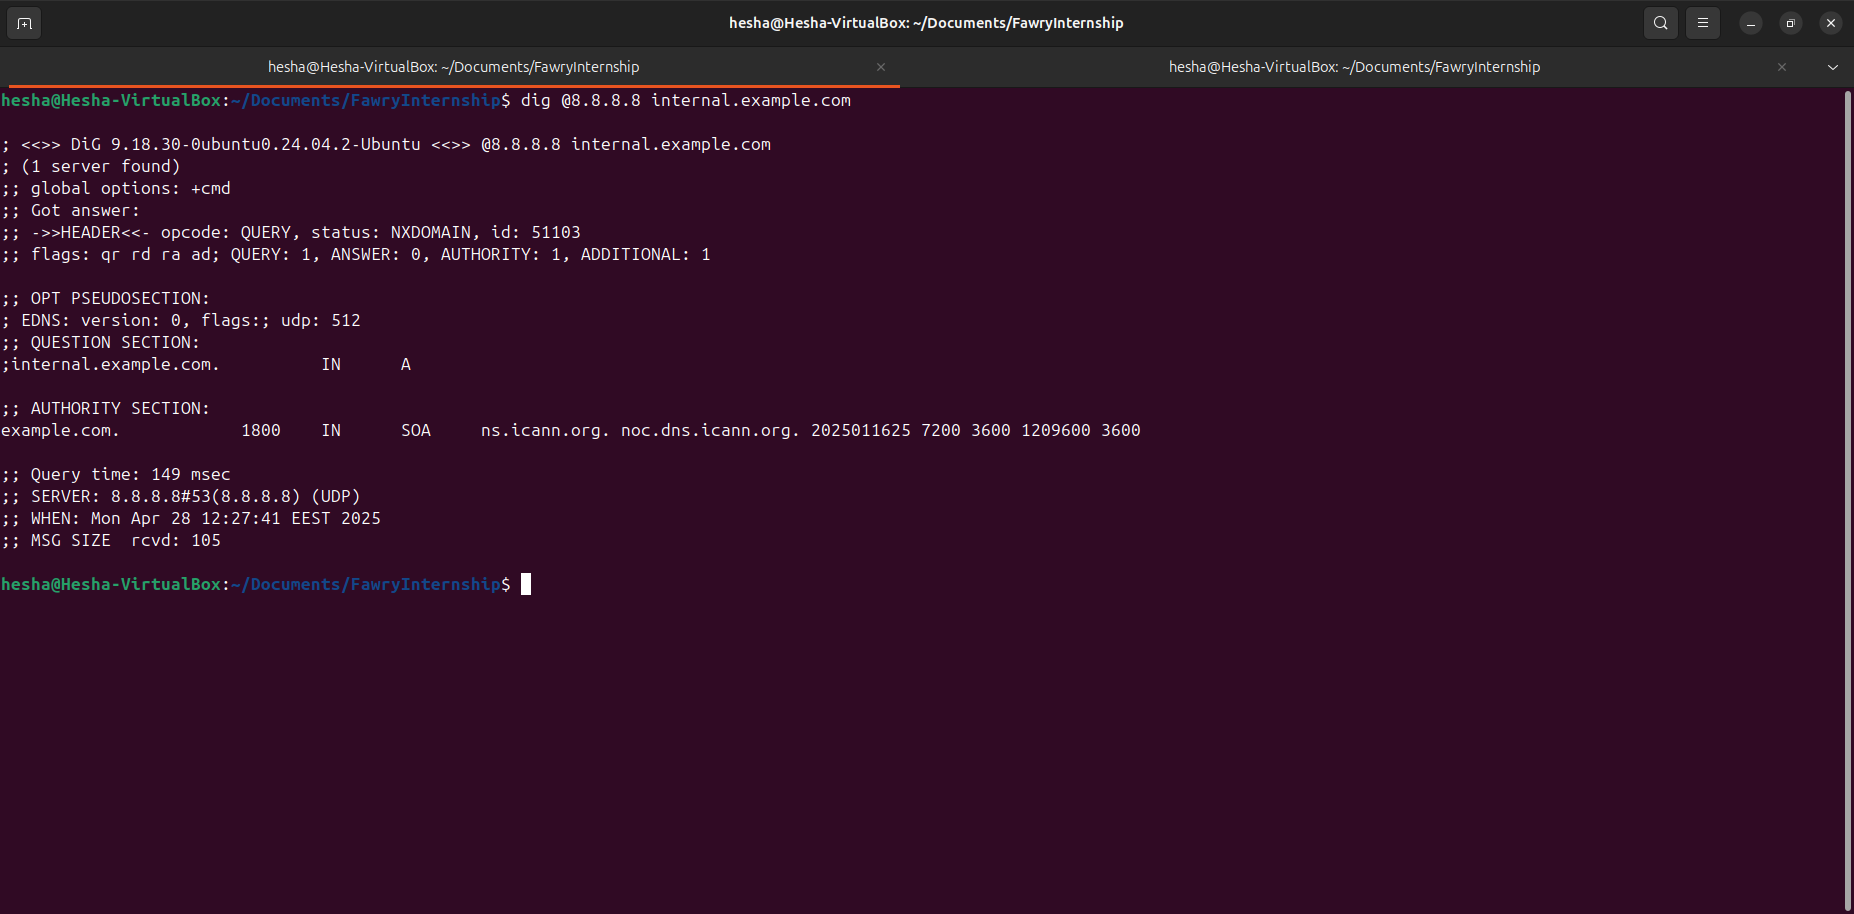 hesha@Hesha-VirtualBox: ~/Documents/FawryInternship
hesha@Hesha-VirtualBox: ~/Documents/FawryInternship hesha@Hesha-VirtualBox: ~/Documents/FawryInternship
hesha@Hesha-VirtualBox:~/Documents/FawryInternship$ dig @8.8.8.8 internal.example.com
; <<>> DiG 9.18.30-0ubuntu0.24.04.2-Ubuntu <<>> @8.8.8.8 internal.example.com
; (1 server found)
;; global options: +cmd
;; Got answer:
;; ->>HEADER<<- opcode: QUERY, status: NXDOMAIN, id: 51103
;; flags: qr rd ra ad; QUERY: 1, ANSWER: 0, AUTHORITY: 1, ADDITIONAL: 1
;; OPT PSEUDOSECTION:
; EDNS: version: 0, flags:; udp: 512
;; QUESTION SECTION:
;internal.example.com. IN A
;; AUTHORITY SECTION:
example.com. 1800 IN SOA ns.icann.org. noc.dns.icann.org. 2025011625 7200 3600 1209600 3600
;; Query time: 149 msec
;; SERVER: 8.8.8.8#53(8.8.8.8) (UDP)
;; WHEN: Mon Apr 28 12:27:41 EEST 2025
;; MSG SIZE  rcvd: 105
hesha@Hesha-VirtualBox:~/Documents/FawryInternship$